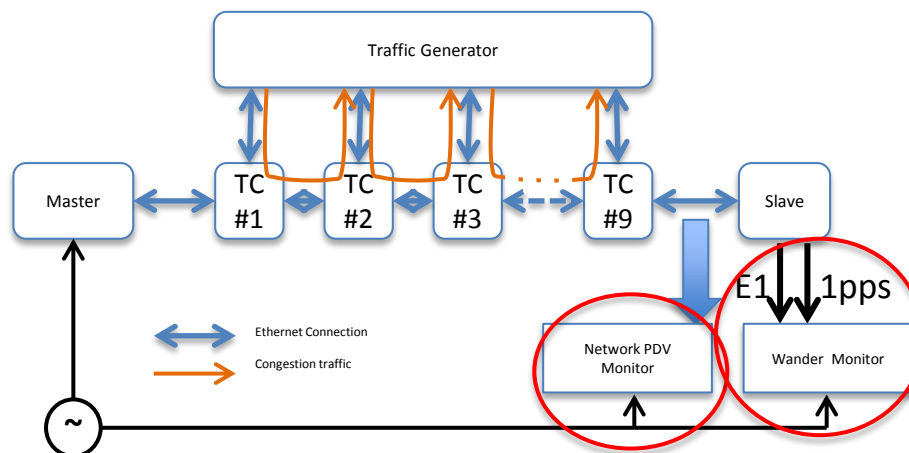 Traffic Generator
Master
TC
#1
TC
#2
TC
#3
TC
#9
Slave
E1
1pps
Ethernet Connection
Congestion traffic
Network PDV
Monitor
Wander Monitor
~